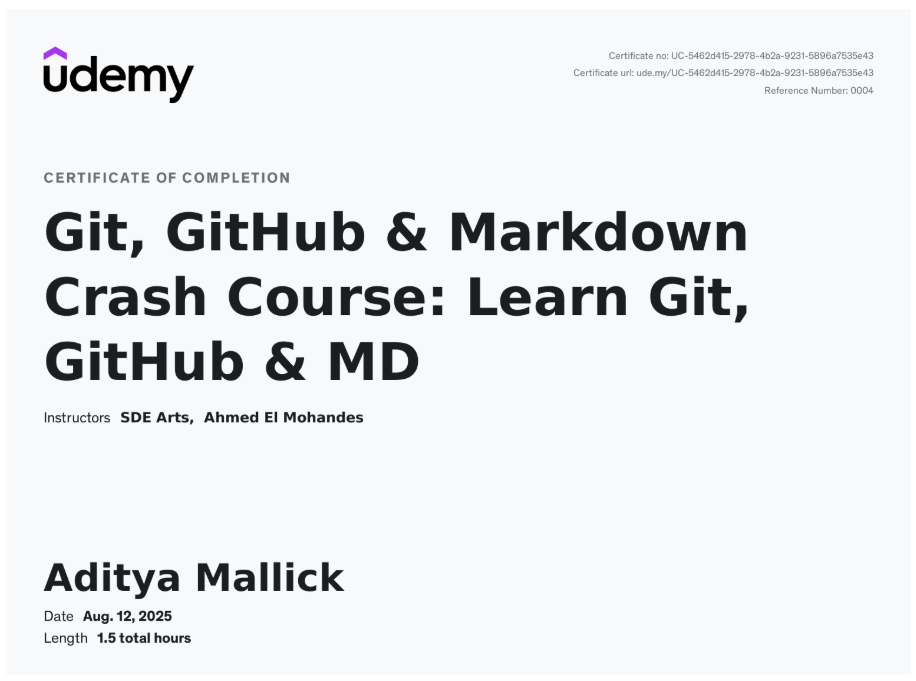 udemy
Certificate no: UC-5462d415-2978-4b2a-9231-5896a7535e43
Certificate url: ude.my/UC-5462d415-2978-4b2a-9231-5896a7535e43
Reference Number: 0004
CERTIFICATE OF COMPLETION
Git, GitHub & Markdown
Crash Course: Learn Git,
GitHub & MD
Instructors SDE Arts, Ahmed El Mohandes
Aditya Mallick
Date Aug. 12, 2025
Length 1.5 total hours